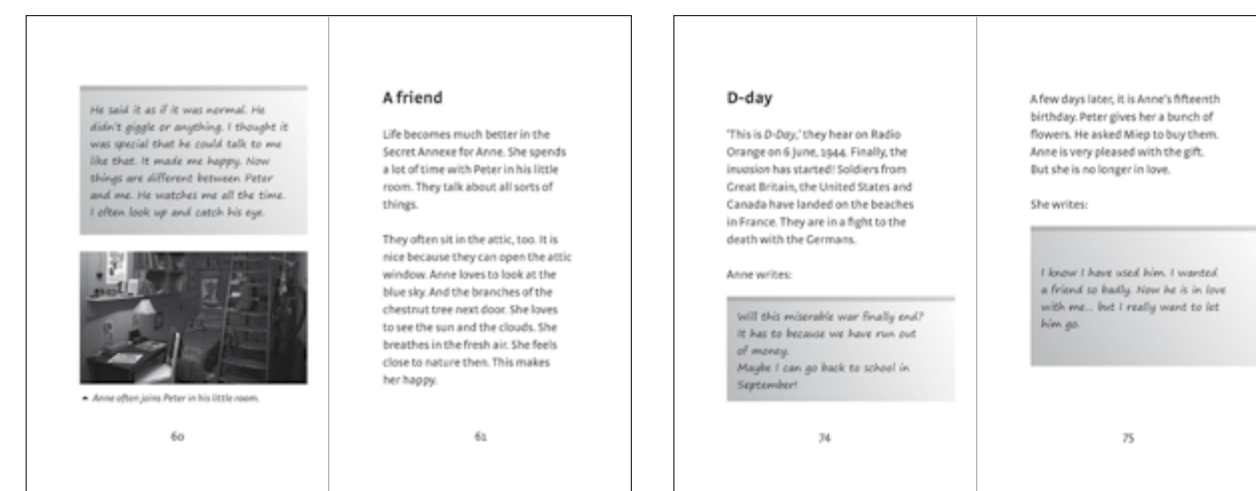 He said it as if it was normal. He
didn't giggle or anything. I thought it
was special that he could talk to me
like that. It made me happy. Now
things are different between Peter
and me. He watches me all the time.
I often look up and catch his eye.
Anne often joins Peter in his little room.
60
A friend
Life becomes much better in the
Secret Annexe for Anne. She spends
a lot of time with Peter in his little
room. They talk about all sorts of
things.
They often sit in the attic, too. It is
nice because they can open the attic
window. Anne loves to look at the
blue sky. And the branches of the
chestnut tree next door. She loves
to see the sun and the clouds. She
breathes in the fresh air. She feels
close to nature then. This makes
her happy.
61
D-day
'This is D-Day,' they hear on Radio
Orange on 6 June, 1944. Finally, the
invasion has started! Soldiers from
Great Britain, the United States and
Canada have landed on the beaches
in France. They are in a fight to the
death with the Germans.
Anne writes:
Will this miserable war finally end?
It has to because we have run out
of money.
Maybe I can go back to school in
September!
74
A few days later, it is Anne's fifteenth
birthday. Peter gives her a bunch of
flowers. He asked Miep to buy them.
Anne is very pleased with the gift.
But she is no longer in love.
She writes:
I know I have used him. I wanted
a friend so badly. Now he is in love
with me... but I really want to let
him go.
75